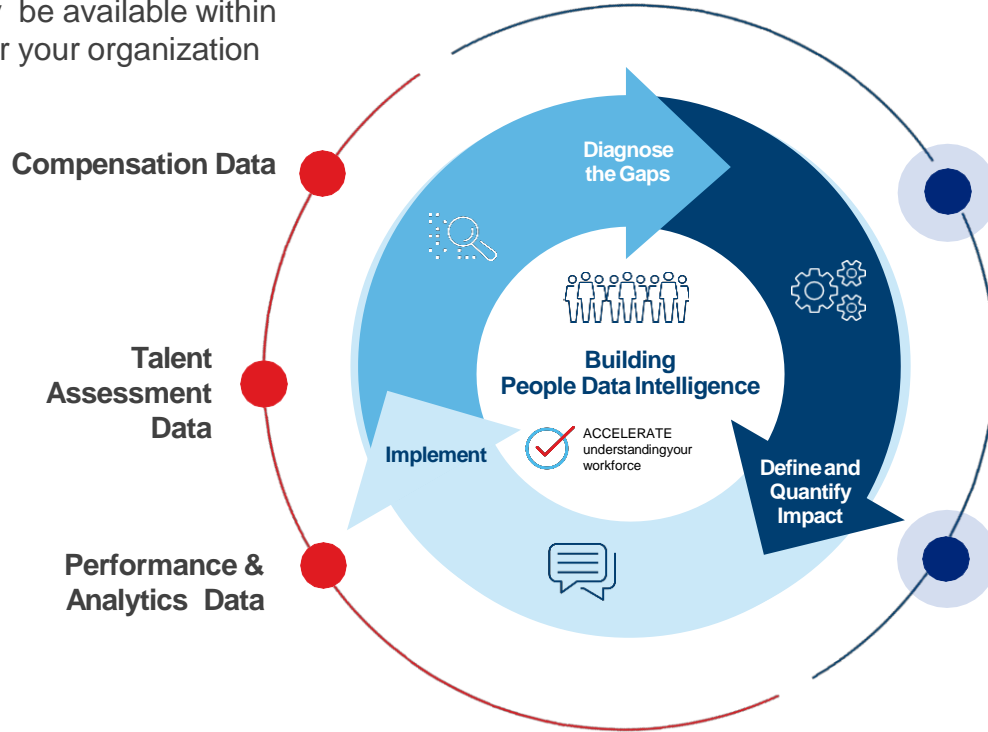 be available within
your organization
Compensation Data
Diagnose
the Gaps
Building
People Data Intelligence
Talent
Assessment
Data
ACCELERATE
understandingyour
workforce
Implement
Define and
Quantify
Impact
Performance &
Analytics Data